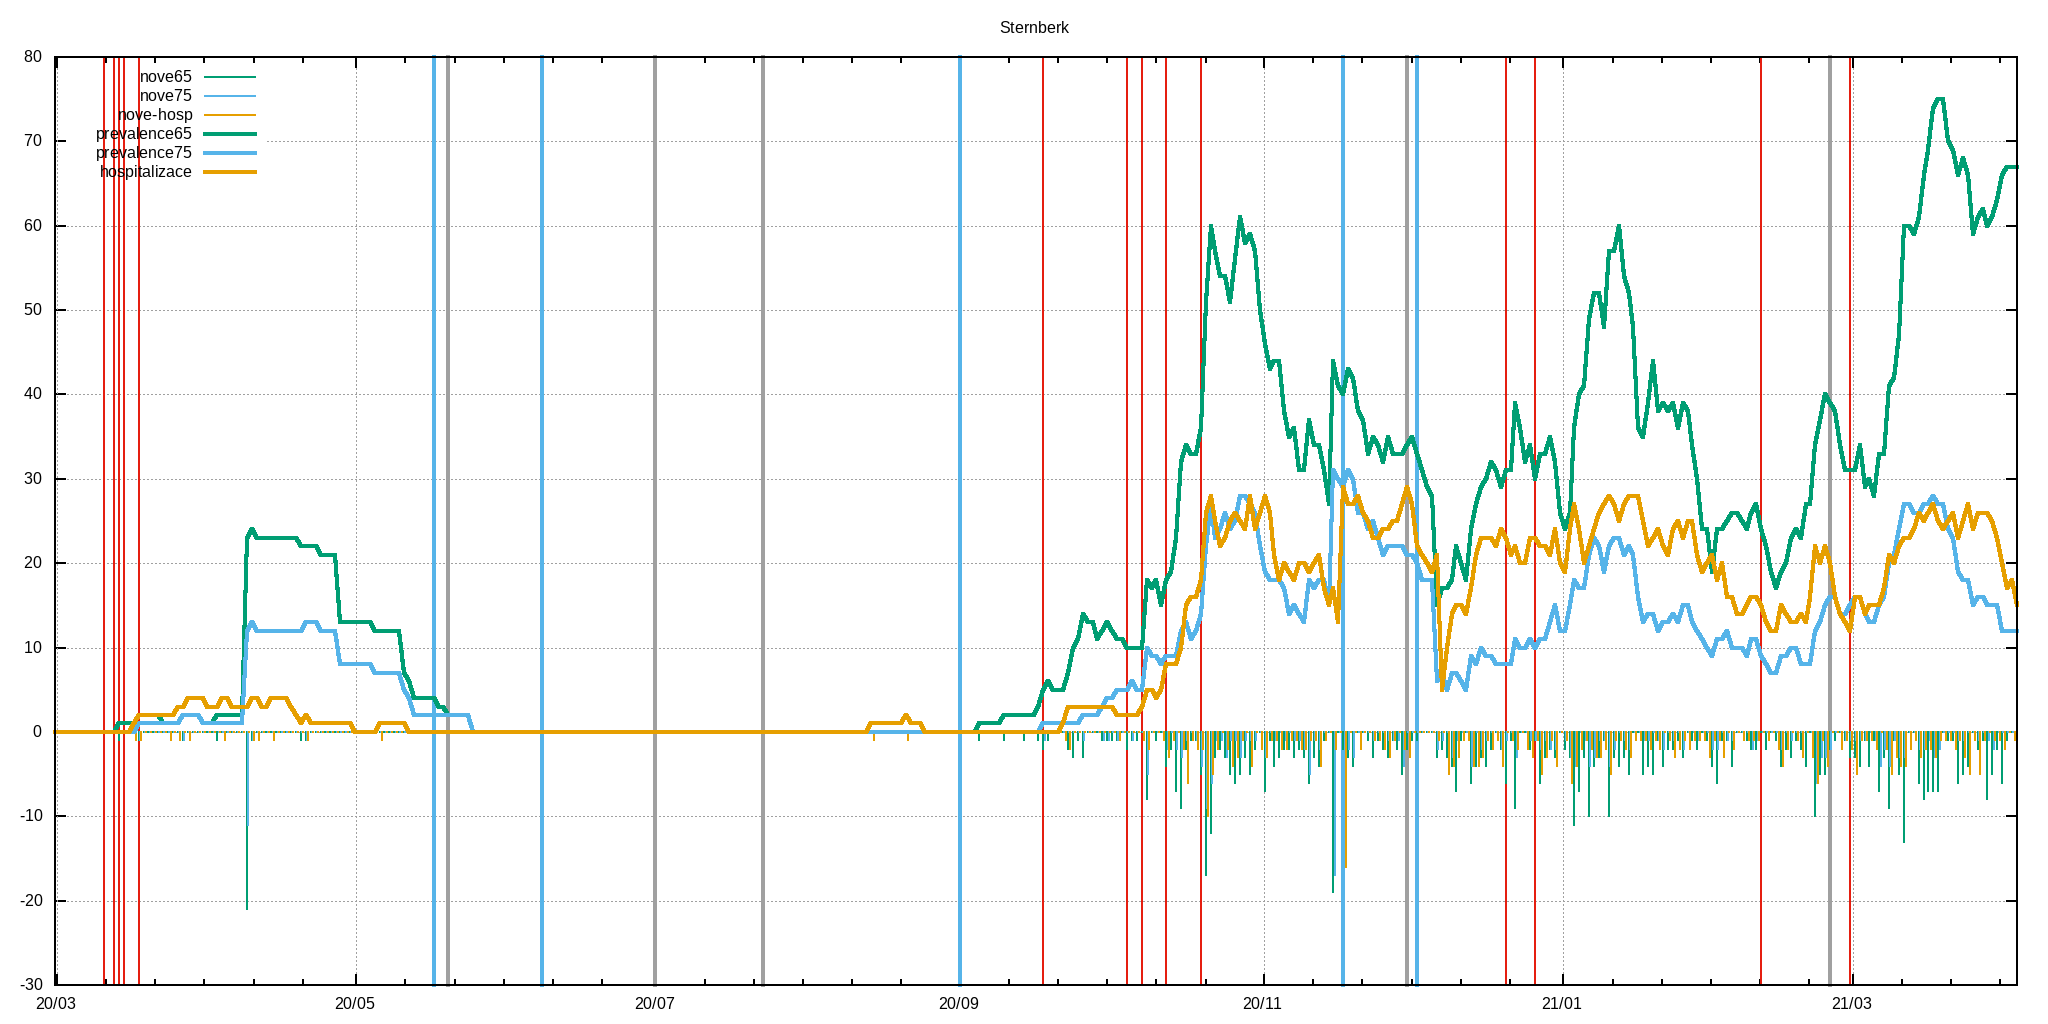 Sternberk
80
70
60
50
40
30
20
10
0
-10
-20
-30
nove65
nove75
nove-hosp
prevalence65
prevalence75
hospitalizace
20/03 20/05 20/07 20/09 20/11 21/01 21/03